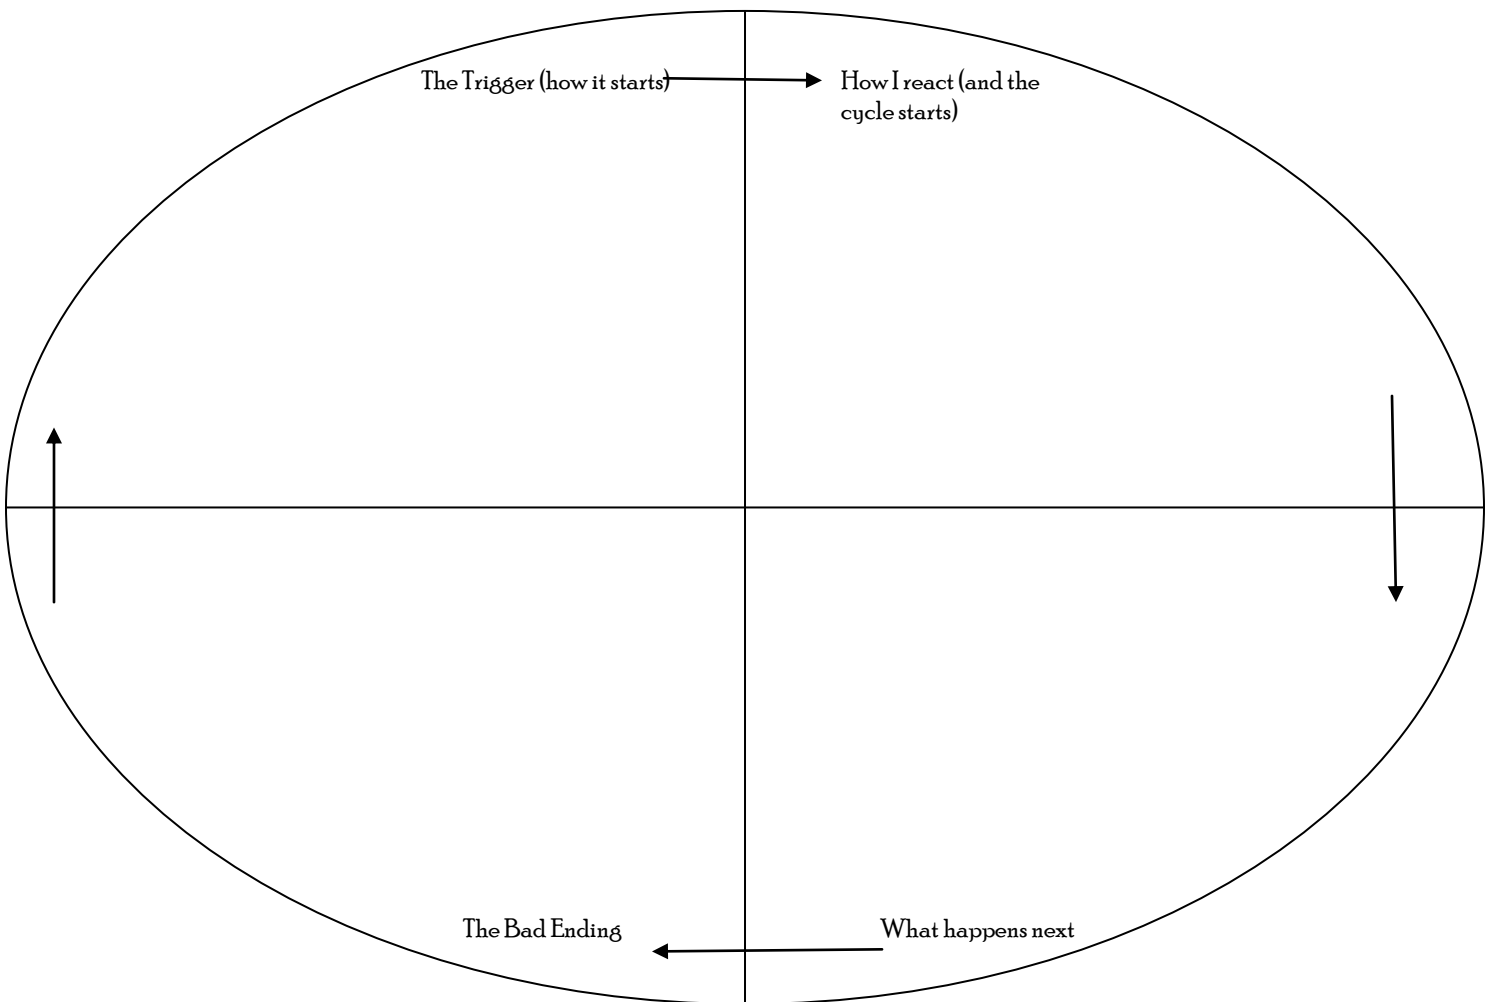 The Trigger (how it starts)
How I react (and the
cycle starts)
The Bad Ending
What happens next